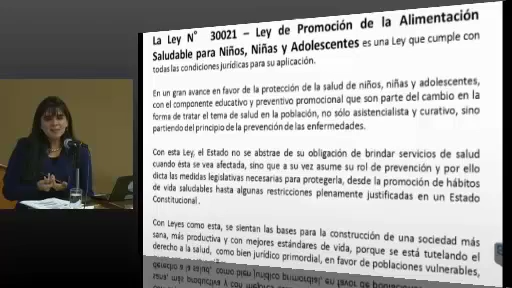 La Ley N° 30021 – Ley de Promoción de la Alimentación
Saludable para Niños, Niñas y Adolescentes es una Ley que cumple con
todas las condiciones jurídicas para su aplicación.
En un gran avance en favor de la protección de la salud de niños, niñas y adolescentes,
con el componente educativo y preventivo promocional que son parte del cambio en la
forma de tratar el tema de salud en la población, no sólo asistencialista y curativo, sino
partiendo del principio de la prevención de las enfermedades.
Con esta Ley, el Estado no se abstrae de su obligación de brindar servicios de salud
cuando ésta se vea afectada, sino que a su vez asume su rol de prevención y por ello
dicta las medidas legislativas necesarias para protegerla, desde la promoción de hábitos
de vida saludables hasta algunas restricciones plenamente justificadas en un Estado
Constitucional.
Con Leyes como esta, se sientan las bases para la construcción de una sociedad más
sana, más productiva y con mejores estándares de vida, porque se está tutelando el
derecho a la salud, como bien jurídico primordial, en favor de poblaciones vulnerables,